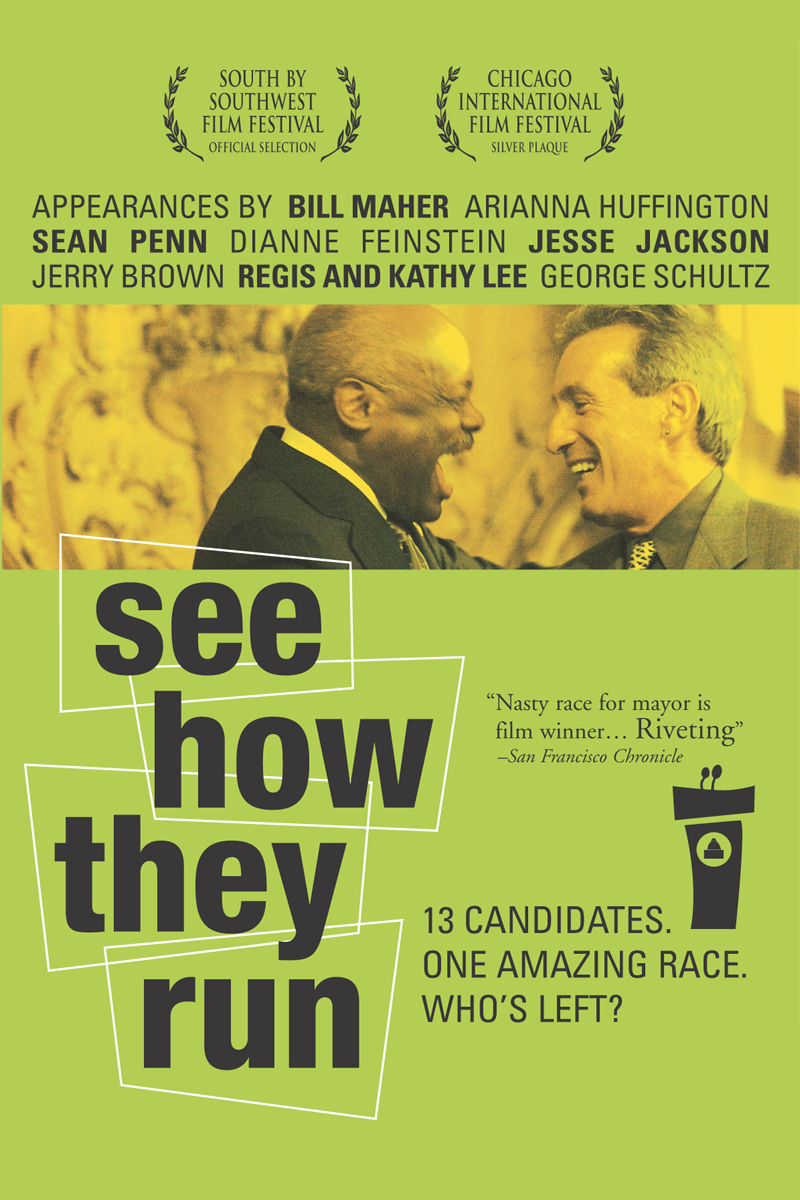 SOUTH BY
SOUTHWEST
FILM FESTIVAL
OFFICIAL SELECTION
CHICAGO
INTERNATIONAL
FILM FESTIVAL
SILVER PLAQUE
APPEARANCES BY BILL MAHER ARIANNA HUFFINGTON
SEAN PENN DIANNE FEINSTEIN JESSE JACKSON
JERRY BROWN REGIS AND KATHY LEE GEORGE SCHULTZ
see
how
they
run
“Nasty race for mayor is
film winner... Riveting”
–San Francisco Chronicle
13 CANDIDATES.
ONE AMAZING RACE.
WHO’S LEFT?